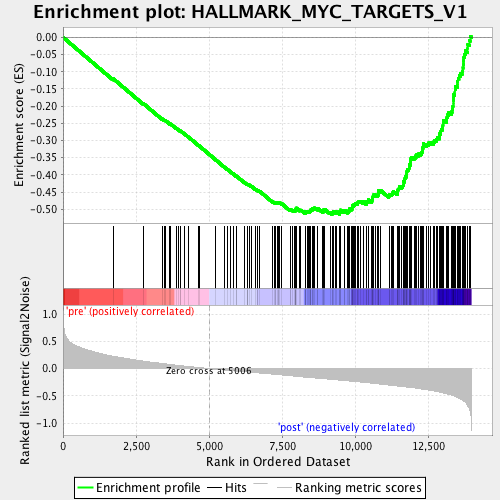 Enrichment plot: HALLMARK_MYC_TARGETS_V1
Enrichment score (ES)
0.00
-0.05
-0.10
-0.15
-0.20
-0.25
-0.30
-0.35
-0.40
-0.45
-0.50
'pre' (positively correlated)
Ranked list metric (Signal2Noise)
1.0
0.5
0.0
-0.5
-1.0
Zero cross at 5006
'post' (negatively correlated)
0 2,500 5,000 7,500 10,000 12,500
Rank in Ordered Dataset
Enrichment profile Hits Ranking metric scores